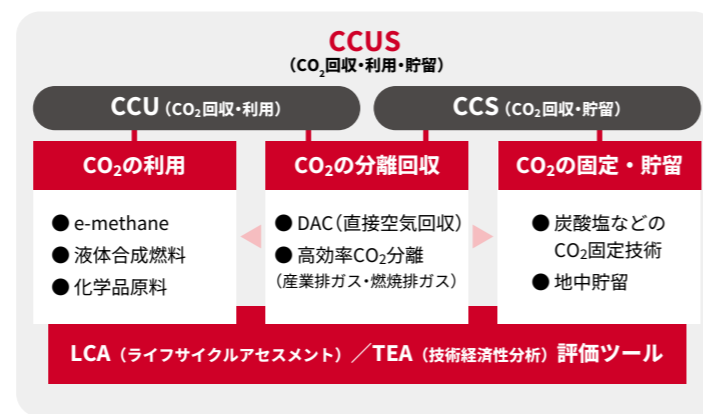 CCUS
（CO₂回収・利用・貯留）
CCU（CO₂回収・利用）
CCS（CO₂回収・貯留）
CO₂の利用
● e-methane
● 液体合成燃料
● 化学品原料
CO₂の分離回収
● DAC（直接空気回収）
● 高効率CO₂分離
（産業排ガス・燃焼排ガス）
CO₂の固定・貯留
● 炭酸塩などの
CO₂固定技術
● 地中貯留
LCA（ライフサイクルアセスメント）／TEA（技術経済性分析）評価ツール